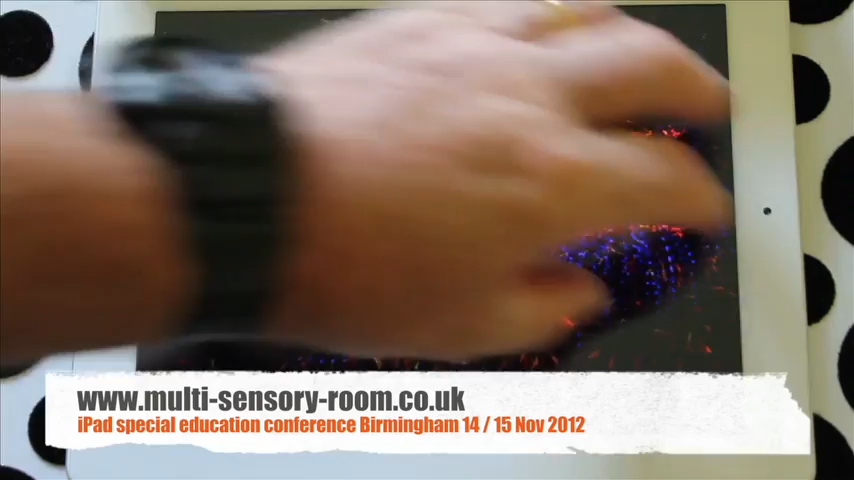 www.multi-sensory-room.co.uk
iPad special education conference Birmingham 14 / 15 Nov 2012